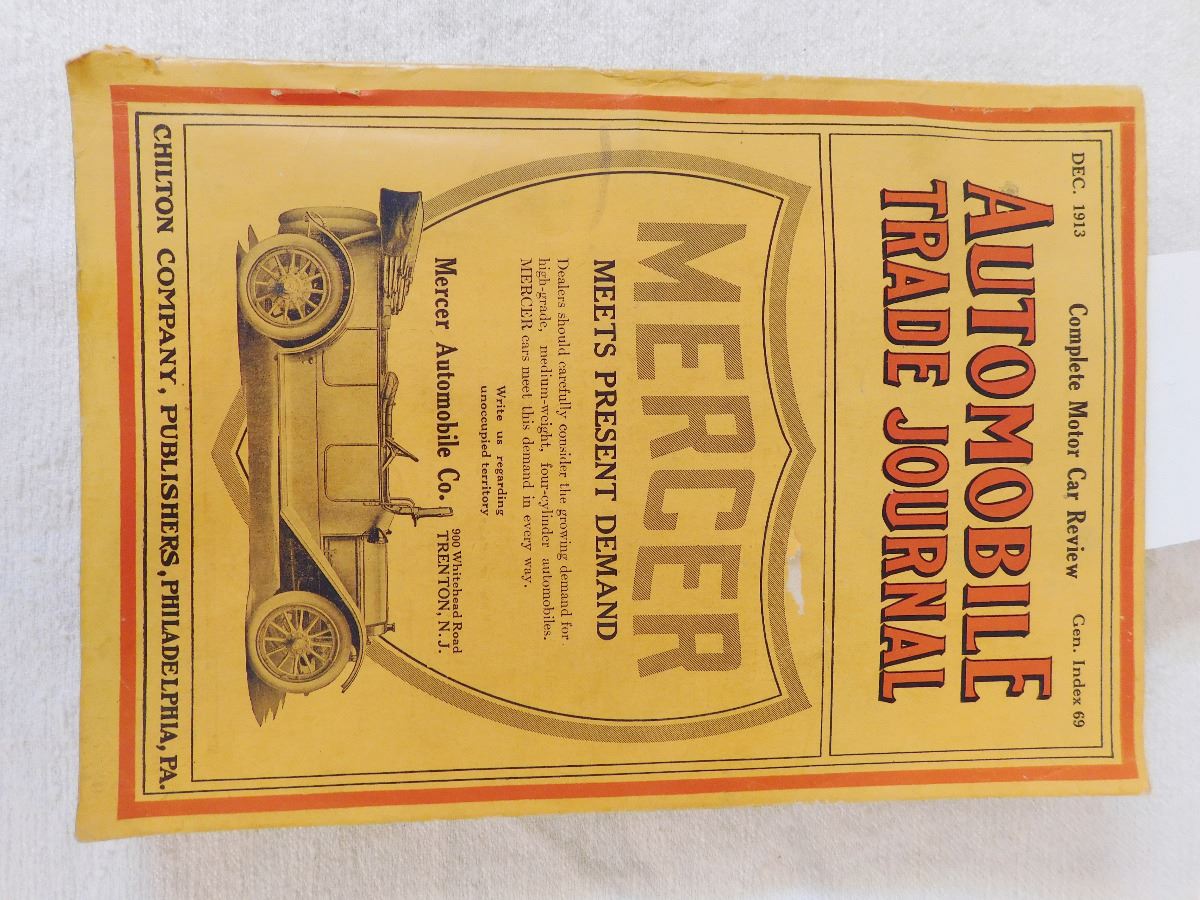 DEC. 1913 Complete Motor Car Review Gen. Index 69
AUTOMOBILE
TRADE JOURNAL
MERCER
MEETS PRESENT DEMAND
Dealers should carefully consider the growing demand for
high-grade, medium-weight, four-cylinder automobiles.
MERCER cars meet this demand in every way.
Write us regarding
unoccupied territory
Mercer Automobile Co.
900 Whitehead Road
TRENTON, N. J.
CHILTON COMPANY, PUBLISHERS, PHILADELPHIA, PA.